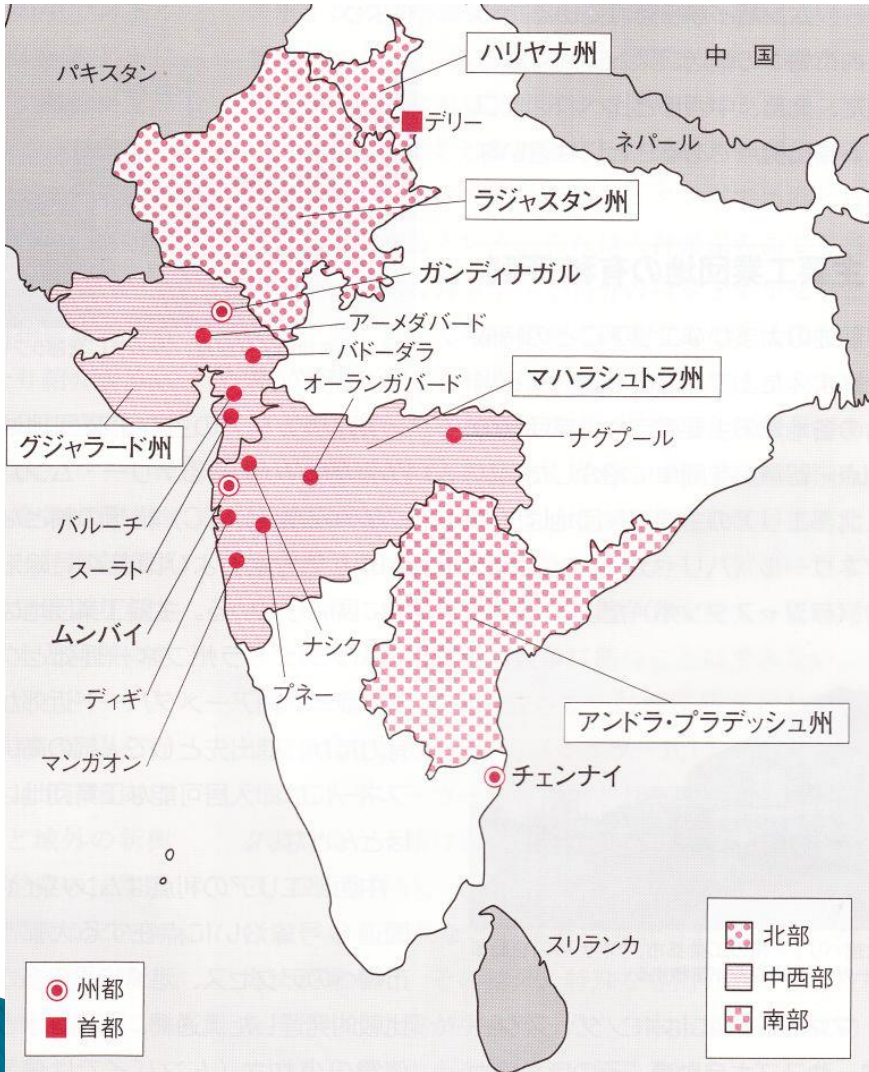 ハリヤナ州
中国
パキスタン
デリー
ネパール
ラジャスタン州
ガンディナガル
アーメダバード
バドーダラ
オーランガバード
マハラシュトラ州
グジャラード州
ナグプール
バルーチ
スーラト
ムンバイ
ナシク
ディギ
プネー
アンドラ・プラデッシュ州
マンガオン
チェンナイ
スリランカ
北部
中西部
南部
州都
首都